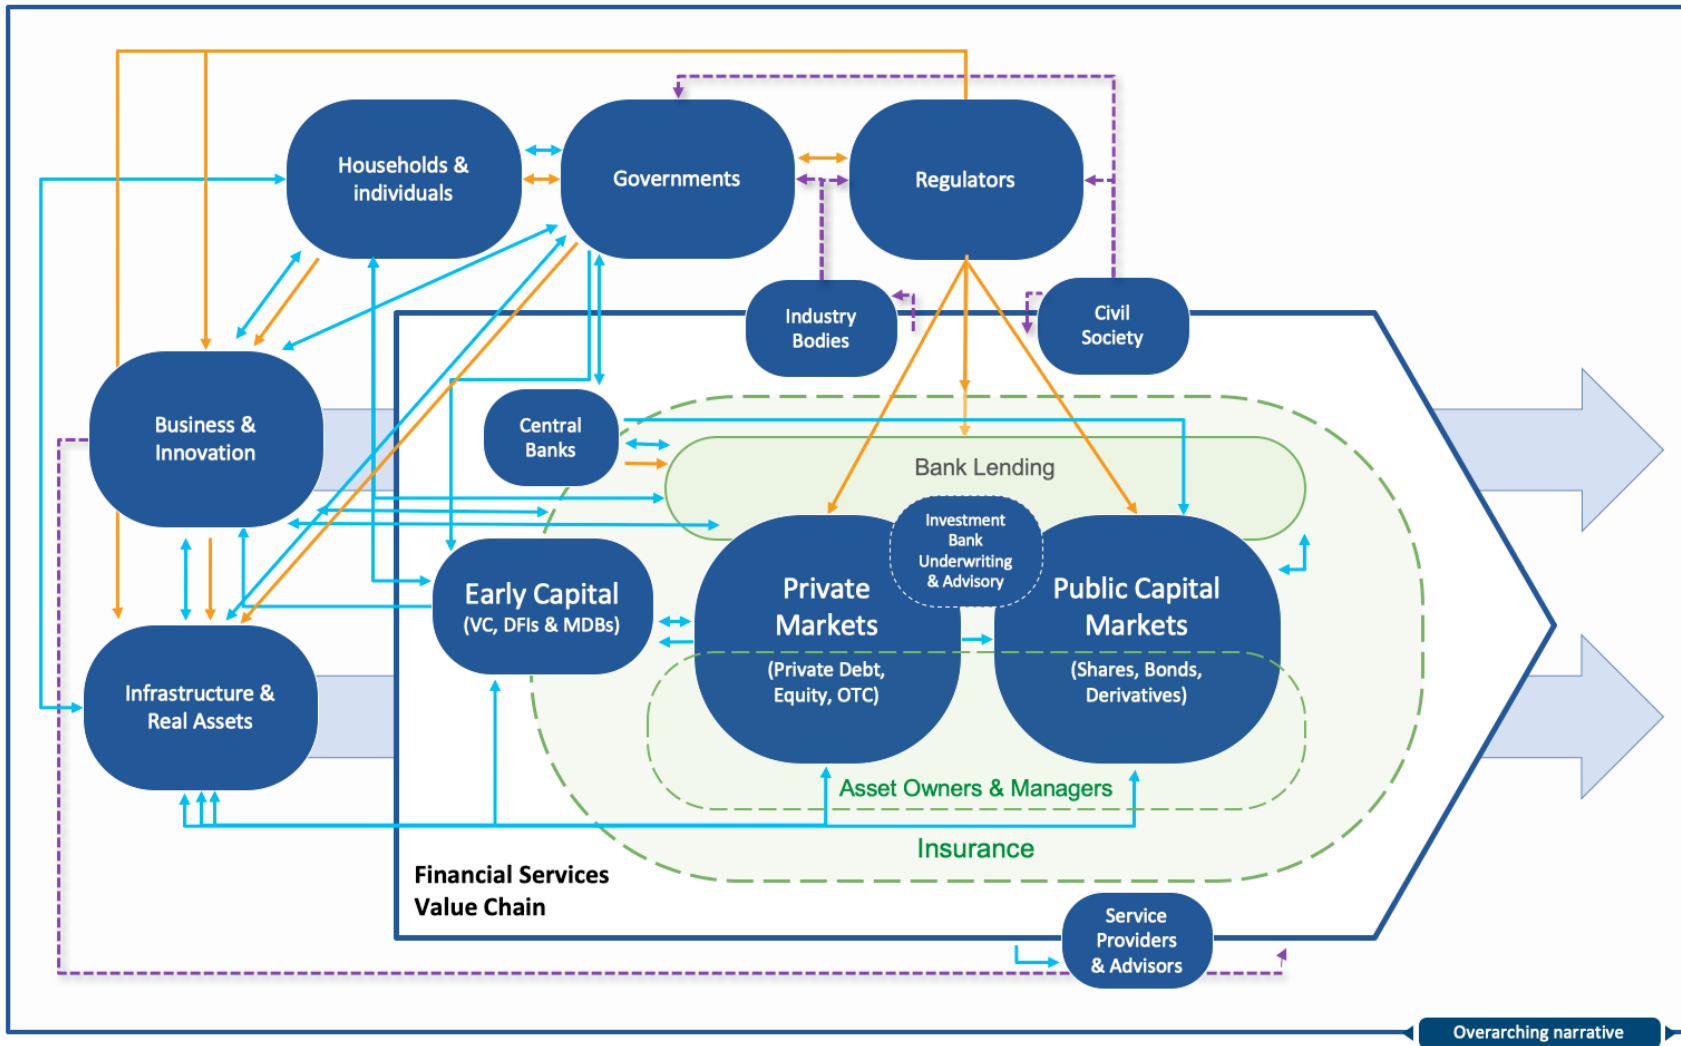 Households &
individuals
Governments
Regulators
Industry
Bodies
Civil
Society
Business &
Innovation
Central
Banks
Bank Lending
Investment
Bank
Underwriting
& Advisory
Early Capital
(VC, DFIs & MDBs)
Private
Markets
(Private Debt,
Equity, OTC)
Public Capital
Markets
(Shares, Bonds,
Derivatives)
Infrastructure &
Real Assets
Asset Owners & Managers
Insurance
Financial Services
Value Chain
Service
Providers
& Advisors
Overarching narrative